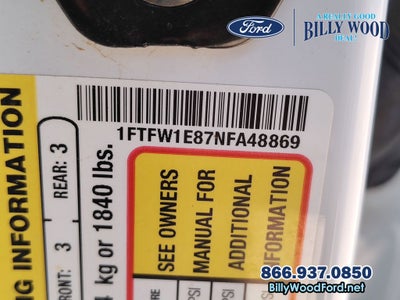 Ford
A REALLY GOOD
BILLY WOOD
DEAL!
1FTFW1E87NFA48869
NG INFORMATION
REAR: 3
FRONT: 3
kg or 1840 lbs.
SEE OWNERS
MANUAL FOR
ADDITIONAL
INFORMATION
866.937.0850
BillyWoodFord.net